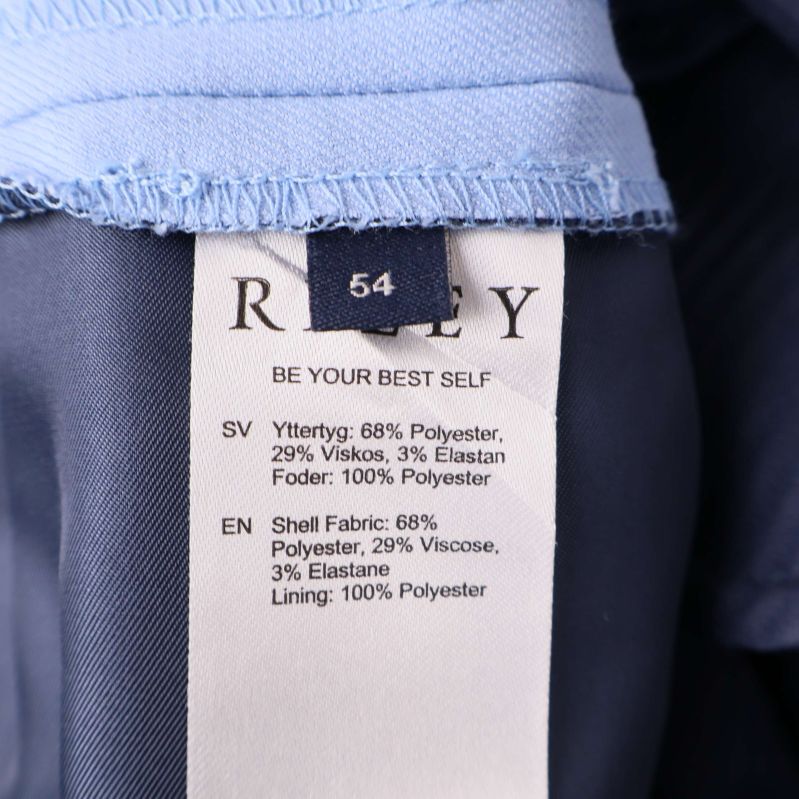 54
BE YOUR BEST SELF
SV Yttertyg: 68% Polyester,
29% Viskos, 3% Elastan
Foder: 100% Polyester
EN Shell Fabric: 68%
Polyester, 29% Viscose,
3% Elastane
Lining: 100% Polyester